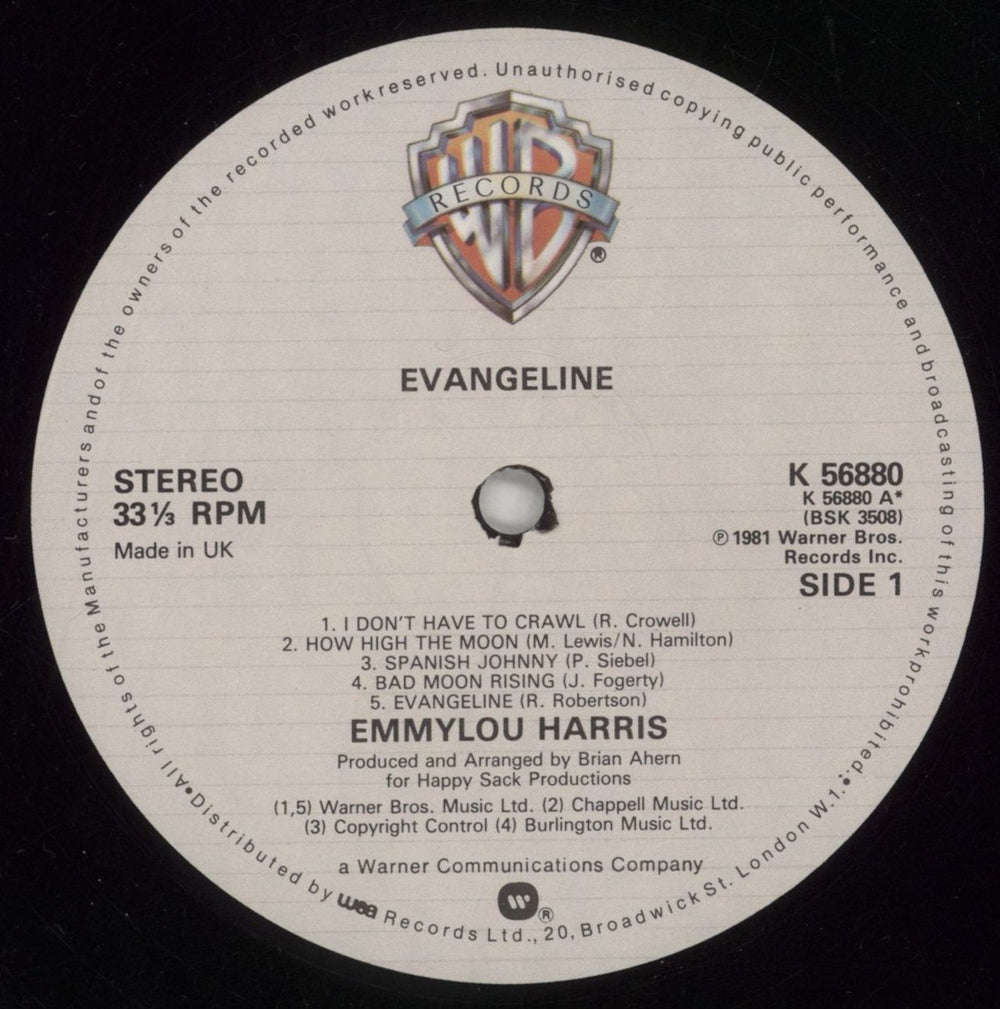 All rights of the Manufacturers and of the owners of the recorded work reserved. Unauthorised copying public performance and broadcasting of this work prohibited.
WB
RECORDS
®
EVANGELINE
STEREO
33⅓ RPM
Made in UK
K 56880
K 56880 A*
(BSK 3508)
℗ 1981 Warner Bros.
Records Inc.
SIDE 1
1. I DON'T HAVE TO CRAWL (R. Crowell)
2. HOW HIGH THE MOON (M. Lewis/N. Hamilton)
3. SPANISH JOHNNY (P. Siebel)
4. BAD MOON RISING (J. Fogerty)
5. EVANGELINE (R. Robertson)
EMMYLOU HARRIS
Produced and Arranged by Brian Ahern
for Happy Sack Productions
(1,5) Warner Bros. Music Ltd. (2) Chappell Music Ltd.
(3) Copyright Control (4) Burlington Music Ltd.
a Warner Communications Company
W ®
Distributed by wea Records Ltd., 20, Broadwick St. London W.1.